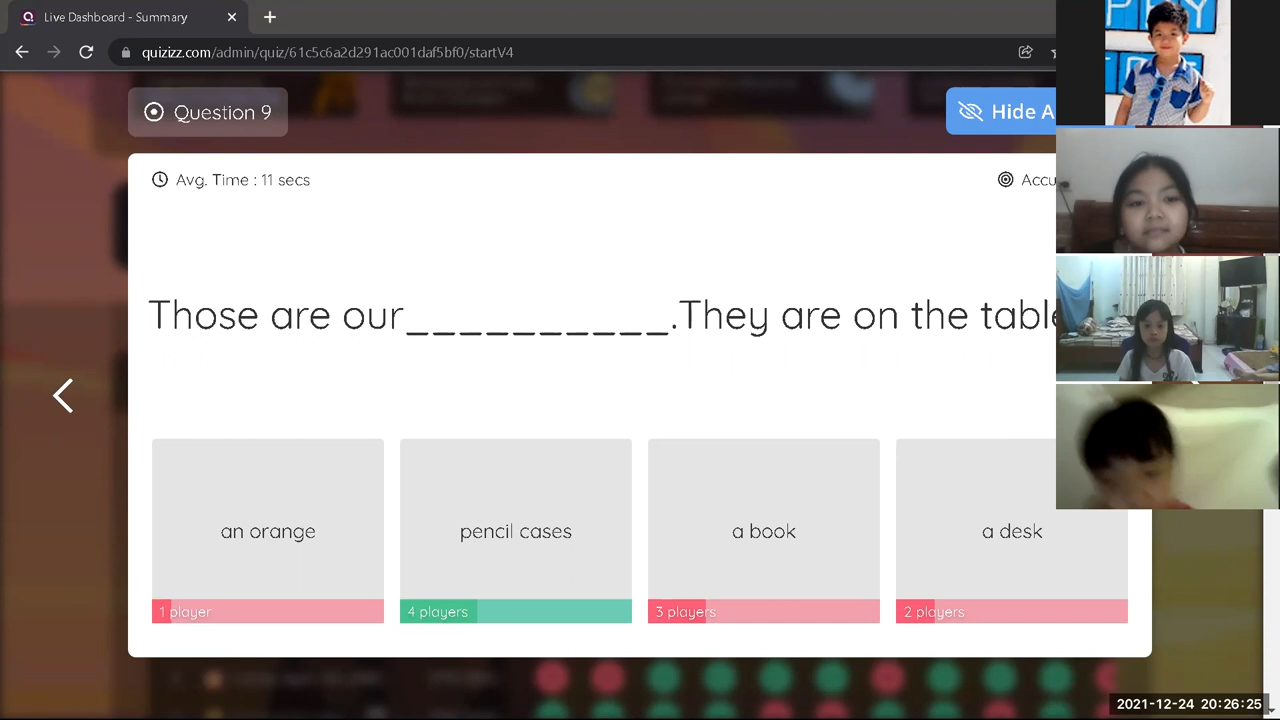 Live Dashboard - Summary
quizizz.com/admin/quiz/61c5c6a2d291ac001daf5bf0/startV4
Question 9
Hide A
Avg. Time : 11 secs
Accu
Those are our__________.They are on the table
an orange
pencil cases
a book
a desk
1 player
4 players
3 players
2 players
2021-12-24 20:26:25